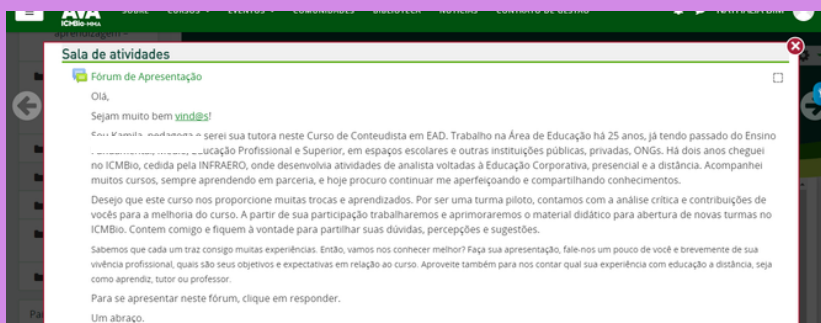 AVA
ICMBio MMA
aprendizagem
Sala de atividades
Fórum de Apresentação
Olá,
Sejam muito bem vind@s!
Sou Kamila, pedagoga e serei sua tutora neste Curso de Conteudista em EAD. Trabalho na Área de Educação há 25 anos, já tendo passado do Ensino
Educação Profissional e Superior, em espaços escolares e outras instituições públicas, privadas, ONGs. Há dois anos cheguei
no ICMBio, cedida pela INFRAERO, onde desenvolvia atividades de analista voltadas à Educação Corporativa, presencial e a distância. Acompanhei
muitos cursos, sempre aprendendo em parceria, e hoje procuro continuar me aperfeiçoando e compartilhando conhecimentos.
Desejo que este curso nos proporcione muitas trocas e aprendizados. Por ser uma turma piloto, contamos com a análise crítica e contribuições de
vocês para a melhoria do curso. A partir de sua participação trabalharemos e aprimoraremos o material didático para abertura de novas turmas no
ICMBio. Contem comigo e fiquem à vontade para partilhar suas dúvidas, percepções e sugestões.
Sabemos que cada um traz consigo muitas experiências. Então, vamos nos conhecer melhor? Faça sua apresentação, fale-nos um pouco de você e brevemente de sua
vivência profissional, quais são seus objetivos e expectativas em relação ao curso. Aproveite também para nos contar qual sua experiência com educação a distância, seja
como aprendiz, tutor ou professor.
Para se apresentar neste fórum, clique em responder.
Um abraço.